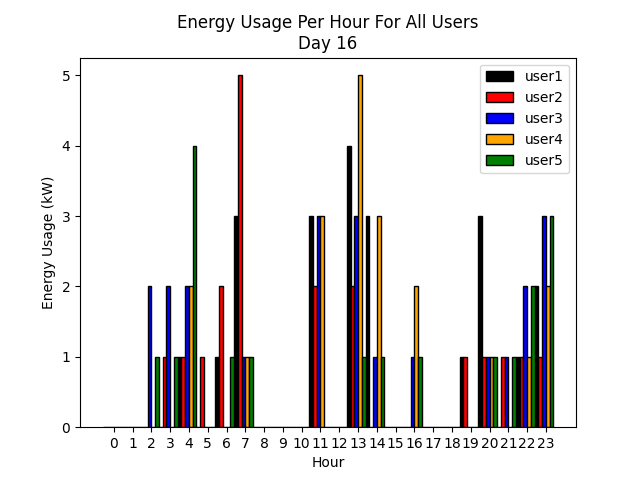 Energy Usage Per Hour For All Users
Day 16
user1
user2
user3
user4
user5
Energy Usage (kW)
5
4
3
2
1
0
0 1 2 3 4 5 6 7 8 9 10 11 12 13 14 15 16 17 18 19 20 21 22 23
Hour